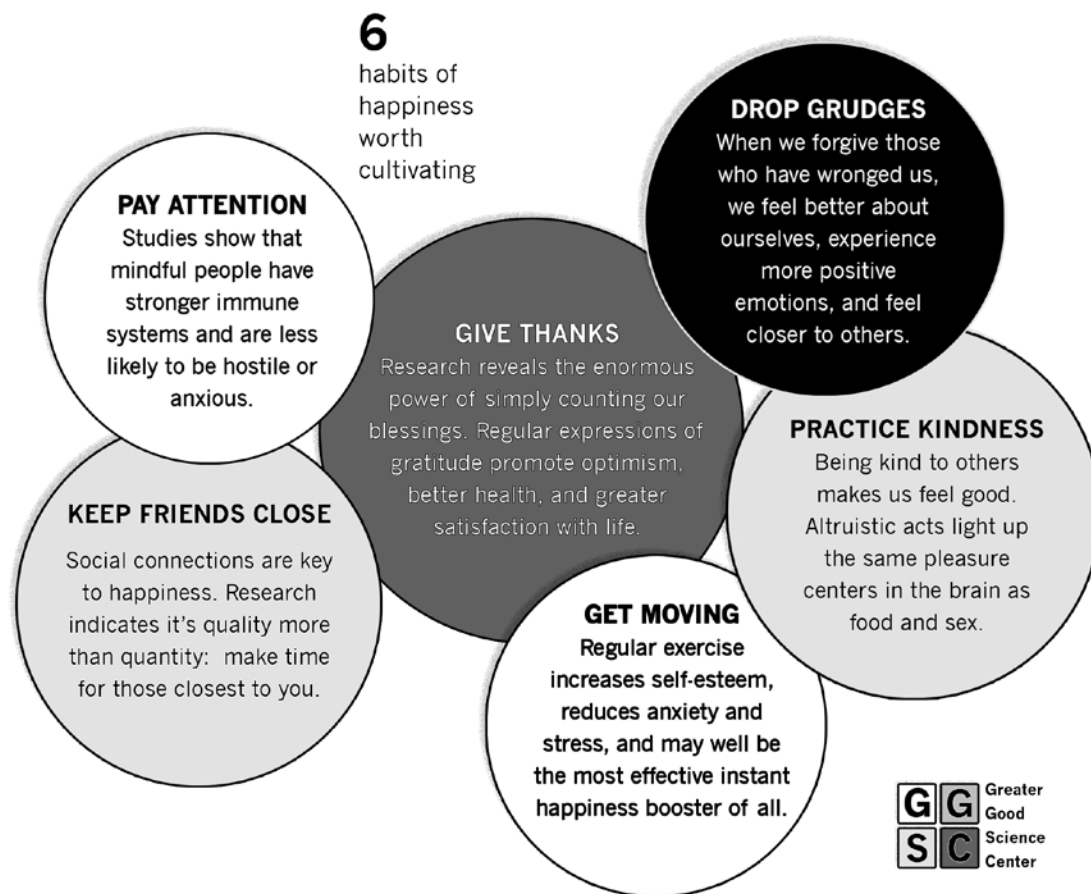 6
habits of
happiness
worth
cultivating
PAY ATTENTION
Studies show that
mindful people have
stronger immune
systems and are less
likely to be hostile or
anxious.
DROP GRUDGES
When we forgive those
who have wronged us,
we feel better about
ourselves, experience
more positive
emotions, and feel
closer to others.
GIVE THANKS
Research reveals the enormous
power of simply counting our
blessings. Regular expressions of
gratitude promote optimism,
better health, and greater
satisfaction with life.
PRACTICE KINDNESS
Being kind to others
makes us feel good.
Altruistic acts light up
the same pleasure
centers in the brain as
food and sex.
KEEP FRIENDS CLOSE
Social connections are key
to happiness. Research
indicates it's quality more
than quantity:  make time
for those closest to you.
GET MOVING
Regular exercise
increases self-esteem,
reduces anxiety and
stress, and may well be
the most effective instant
happiness booster of all.
G G
S C
Greater
Good
Science
Center